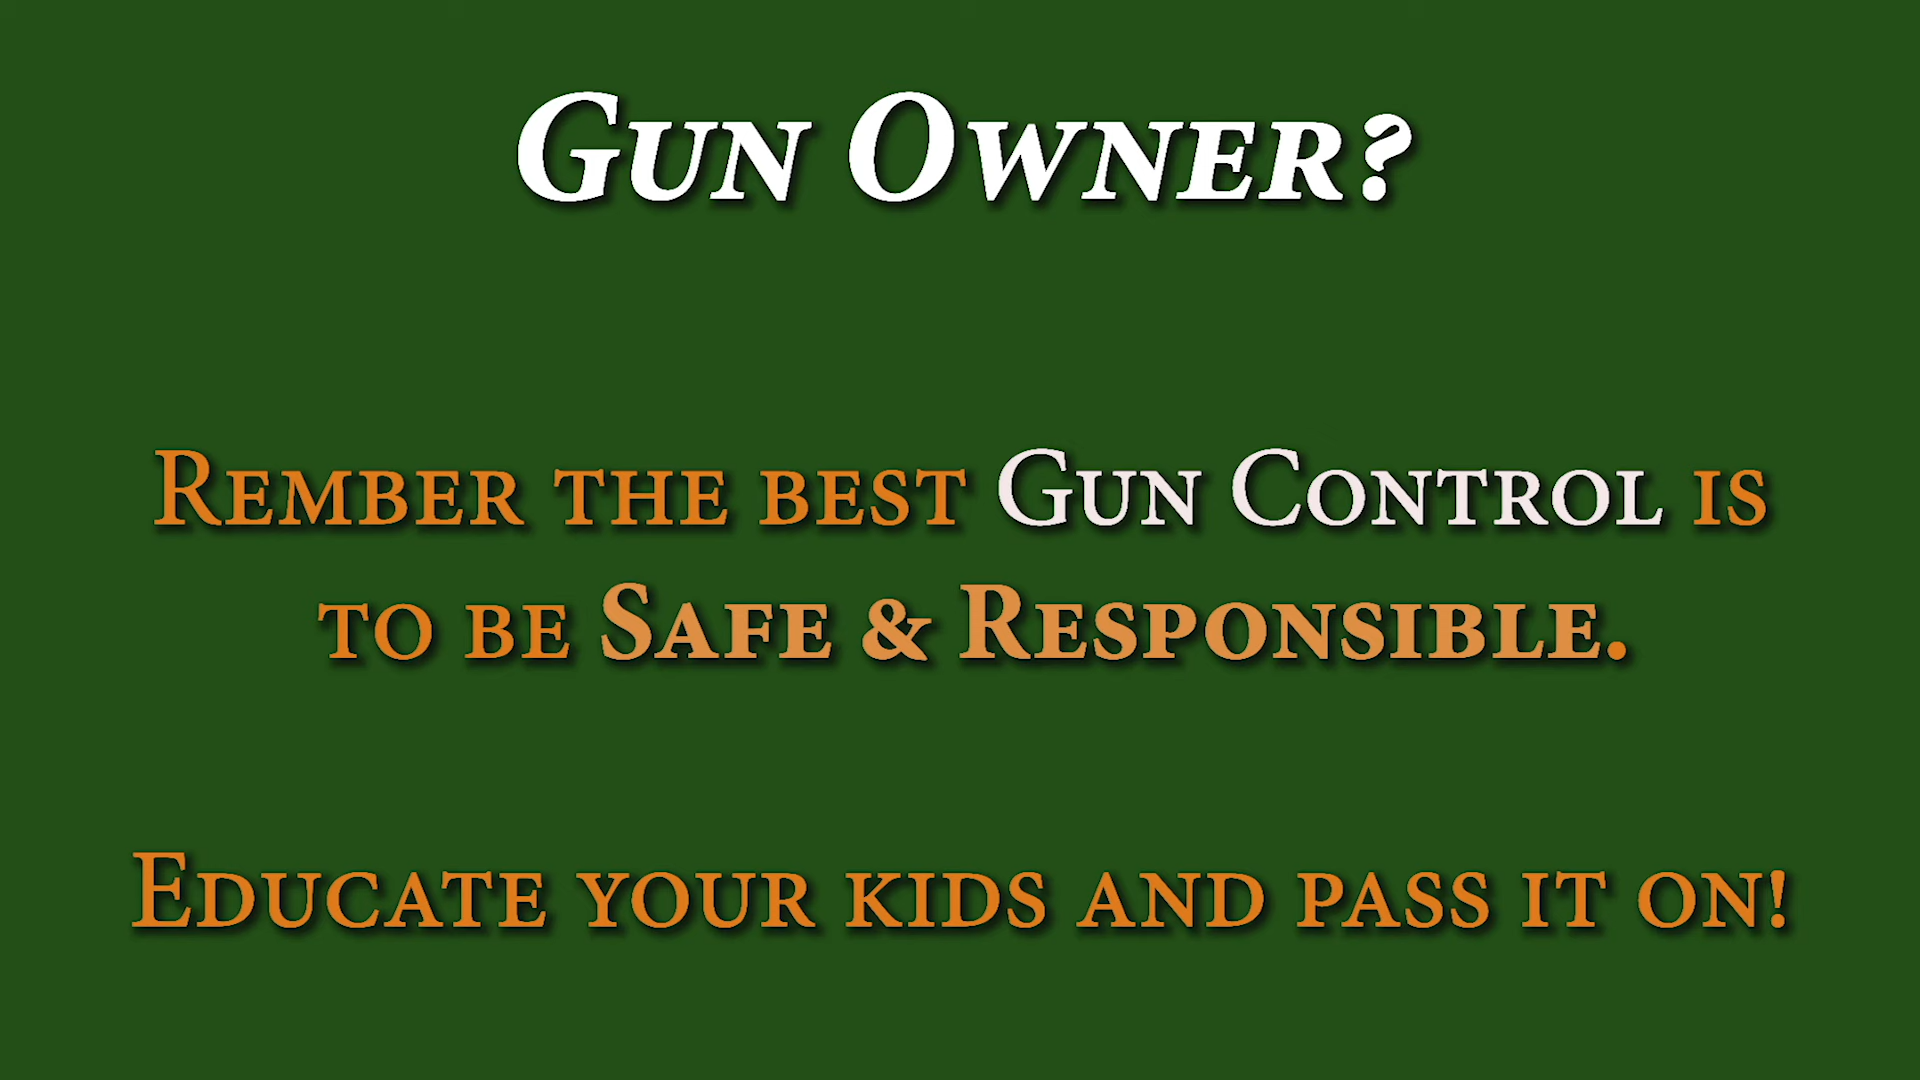 Gun Owner?
Rember the best Gun Control is
to be Safe & Responsible.
Educate your kids and pass it on!